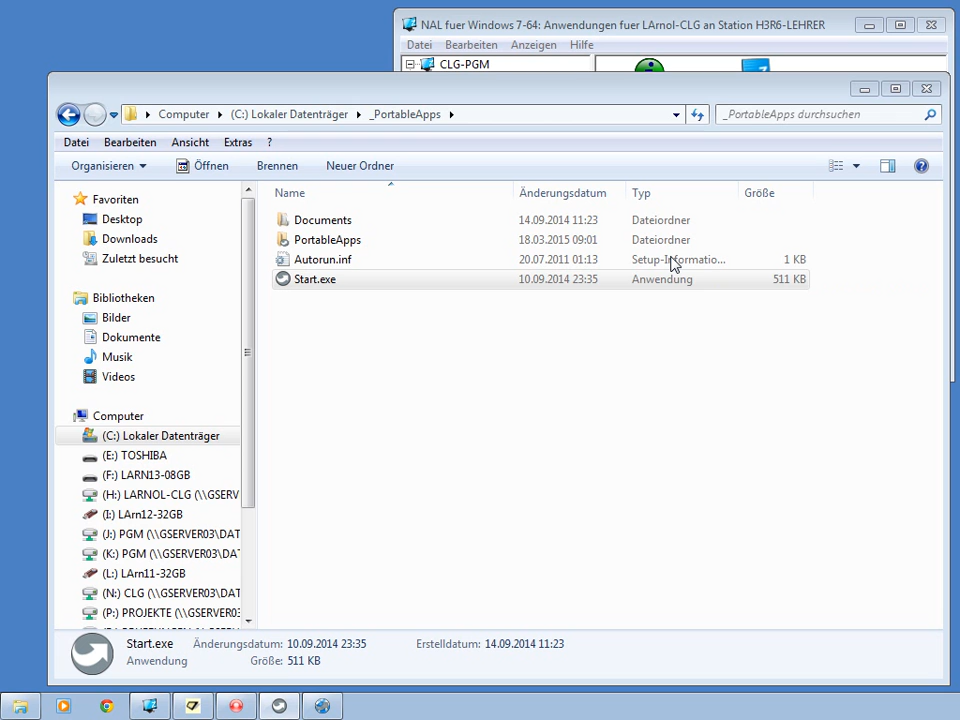 NAL fuer Windows 7-64: Anwendungen fuer LArnol-CLG an Station H3R6-LEHRER
Datei Bearbeiten Anzeigen Hilfe
CLG-PGM
Computer (C:) Lokaler Datenträger _PortableApps _PortableApps durchsuchen
Datei Bearbeiten Ansicht Extras ?
Organisieren Öffnen Brennen Neuer Ordner
Name Änderungsdatum Typ Größe
Favoriten
Desktop
Downloads
Zuletzt besucht
Bibliotheken
Bilder
Dokumente
Musik
Videos
Computer
(C:) Lokaler Datenträger
(E:) TOSHIBA
(F:) LARN13-08GB
(H:) LARNOL-CLG (\\GSERV
(I:) LArn12-32GB
(J:) PGM (\\GSERVER03\DAT
(K:) PGM (\\GSERVER03\DA
(L:) LArn11-32GB
(N:) CLG (\\GSERVER03\DAT
(P:) PROJEKTE (\\GSERVER03
Documents 14.09.2014 11:23 Dateiordner
PortableApps 18.03.2015 09:01 Dateiordner
Autorun.inf 20.07.2011 01:13 Setup-Informatio... 1 KB
Start.exe 10.09.2014 23:35 Anwendung 511 KB
Start.exe Änderungsdatum: 10.09.2014 23:35 Erstelldatum: 14.09.2014 11:23
Anwendung Größe: 511 KB